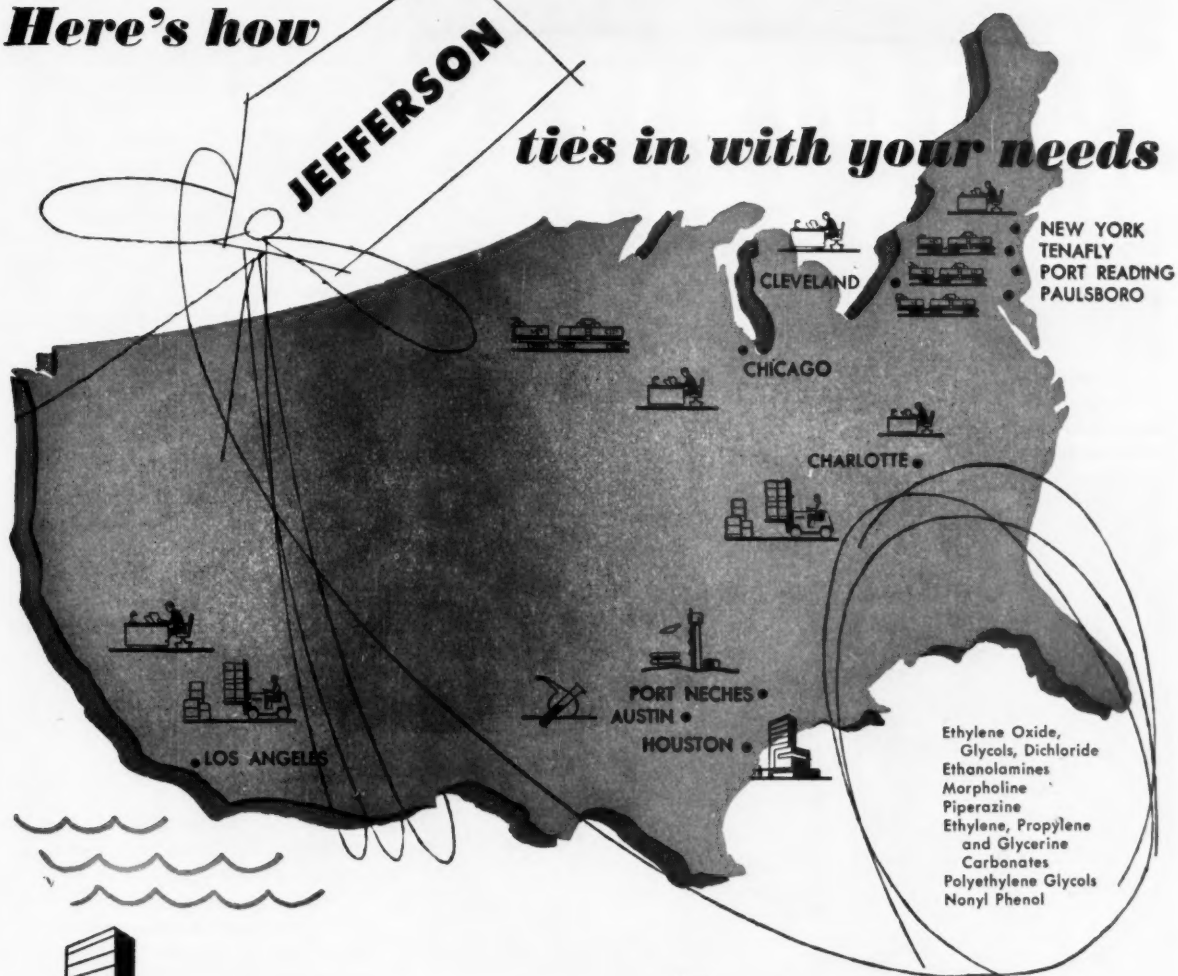 Here's how
JEFFERSON
ties in with your needs
NEW YORK
TENAFLY
PORT READING
PAULSBORO
CLEVELAND
CHICAGO
CHARLOTTE
PORT NECHES
AUSTIN
HOUSTON
LOS ANGELES
Ethylene Oxide,
Glycols, Dichloride
Ethanolamines
Morpholine
Piperazine
Ethylene, Propylene
and Glycerine
Carbonates
Polyethylene Glycols
Nonyl Phenol